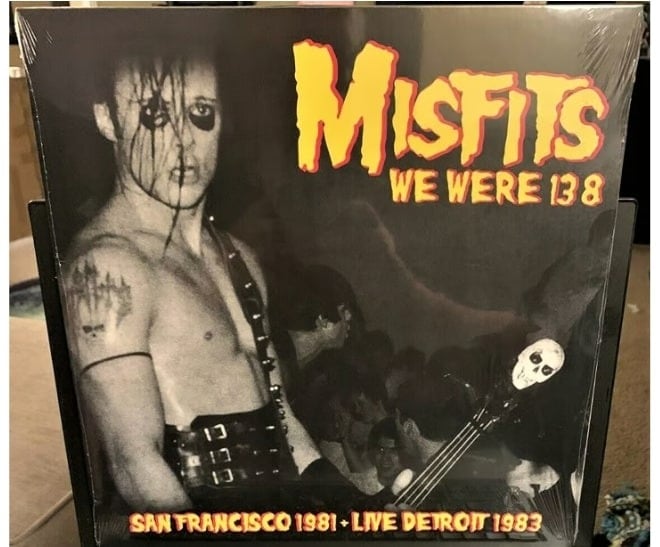 MISFITS
WE WERE 138
SAN FRANCISCO 1981 + LIVE DETROIT 1983